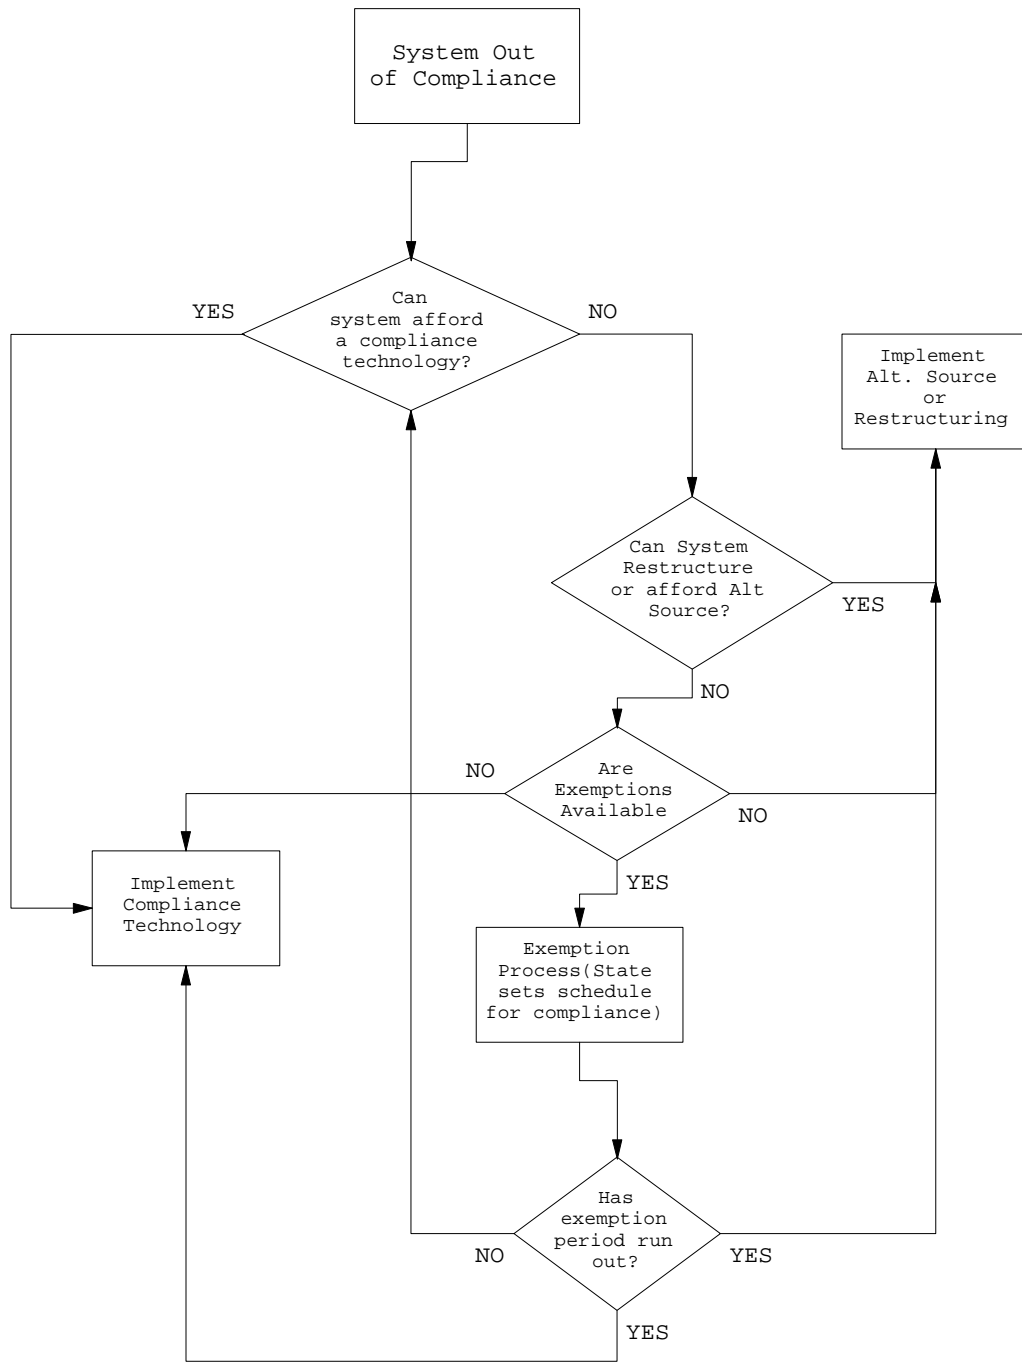 System Out
of Compliance
YES
Can
system afford
a compliance
technology?
NO
Implement
Alt. Source
or
Restructuring
Can System
Restructure
or afford Alt
Source?
YES
NO
NO
Are
Exemptions
Available
NO
YES
Implement
Compliance
Technology
Exemption
Process(State
sets schedule
for compliance)
Has
exemption
period run
out?
NO
YES
YES